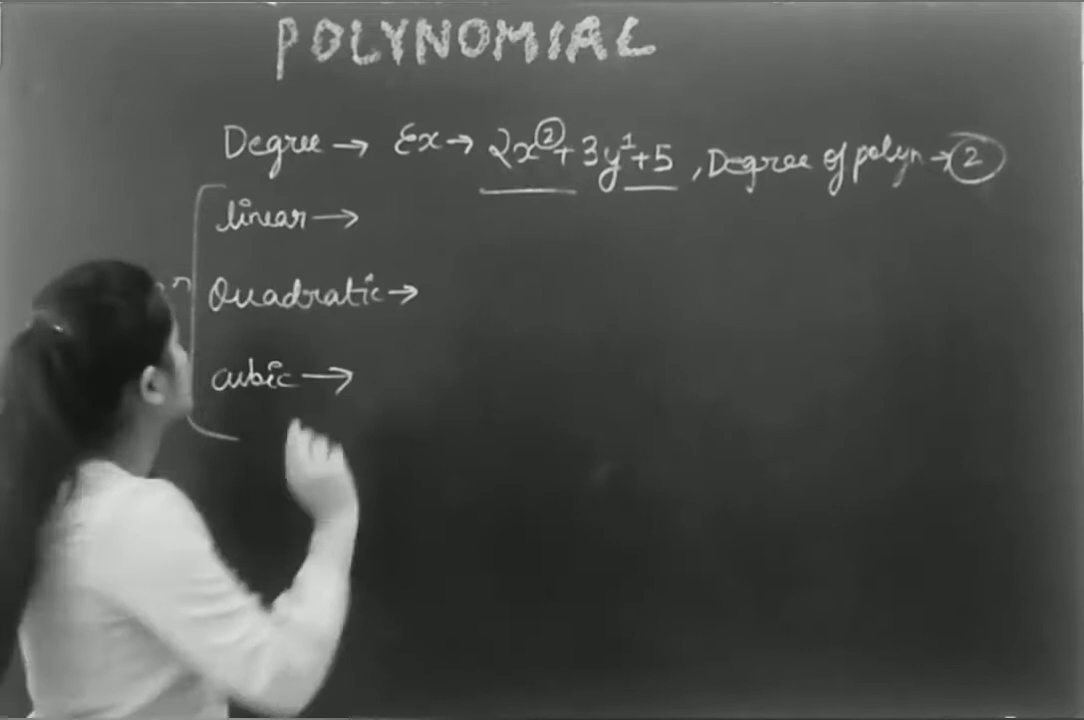 POLYNOMIAL
Degree → Ex → 2x²+3y¹+5, Degree of polyn → 2
linear →
Quadratic →
cubic →